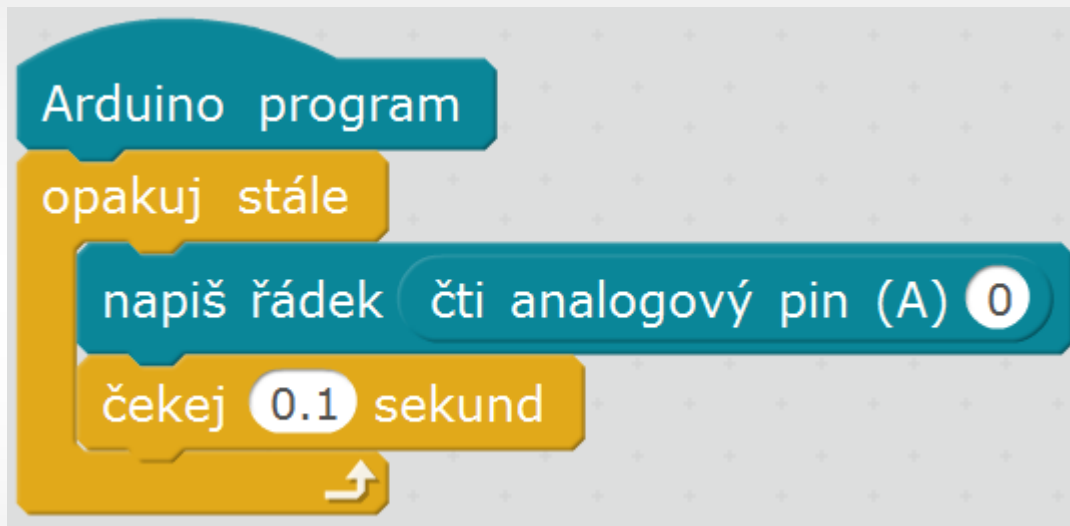 Arduino program
opakuj stále
napiš řádek čti analogový pin (A) 0
čekej 0.1 sekund